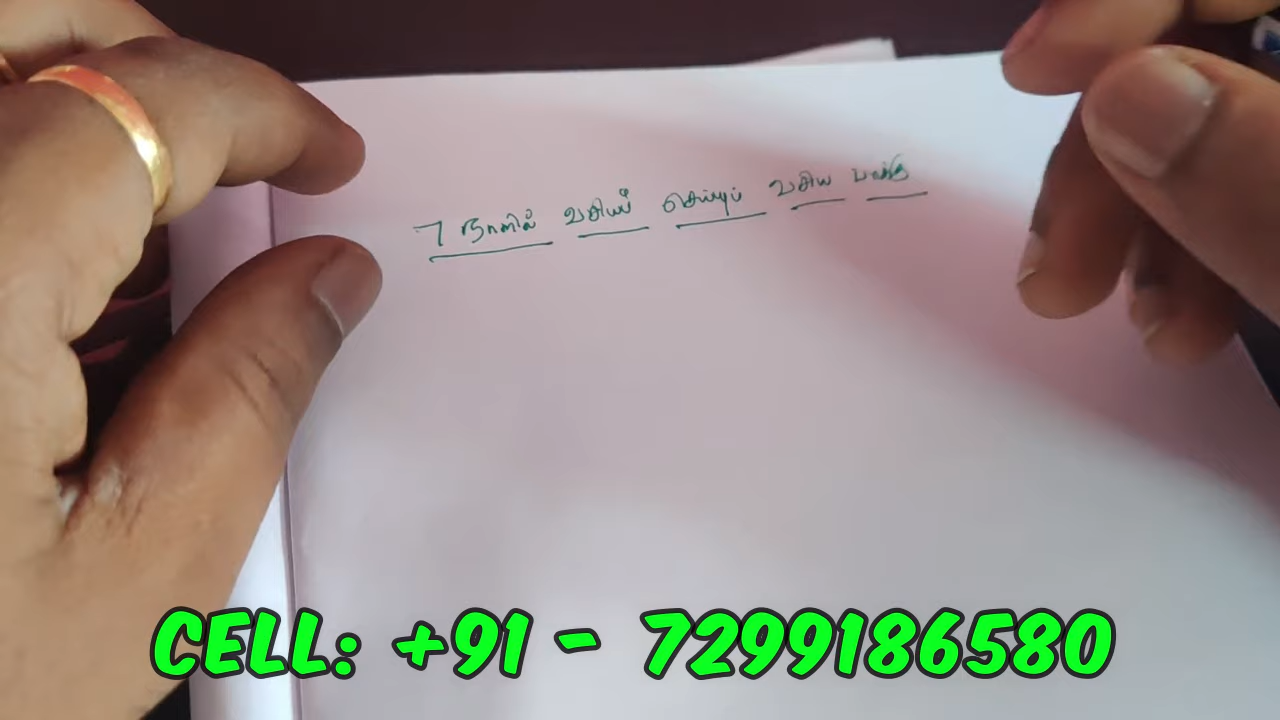 7 நாளில் வசியம் செய்யும் வசிய பாக்கு
CELL: +91 - 7299186580